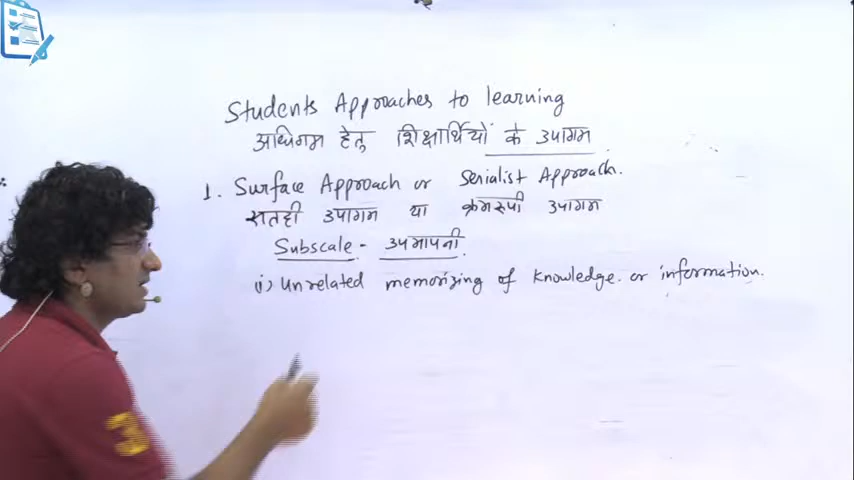 Students Approaches to learning
अधिगम हेतु शिक्षार्थियों के उपागम
1. Surface Approach or Serialist Approach.
सतही उपागम या क्रमरूपी उपागम
Subscale - उपमापनी.
(i) Unrelated memorizing of knowledge. or information.
3